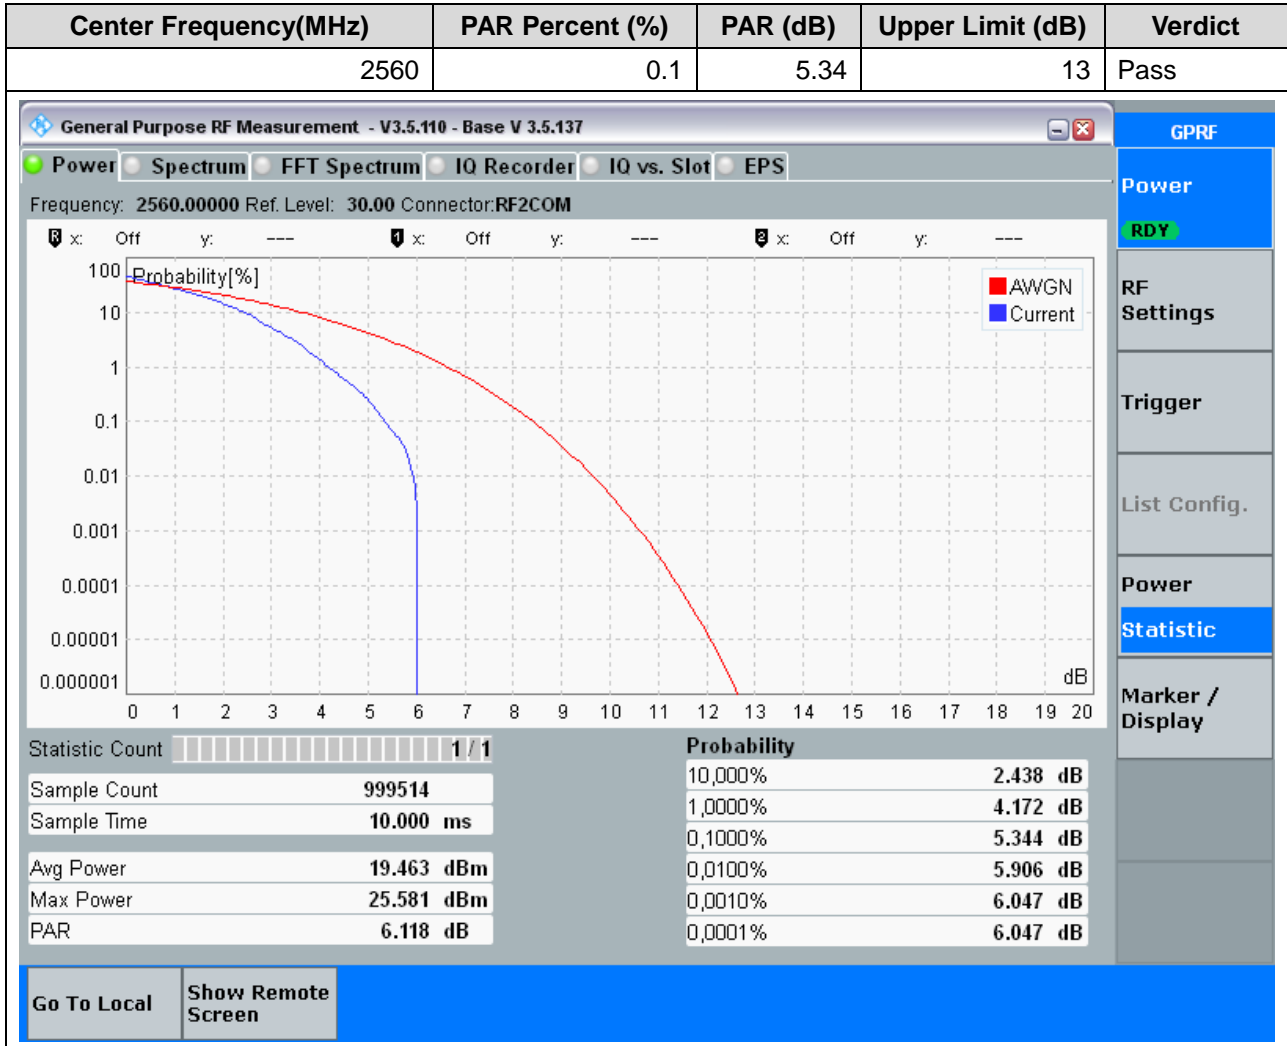 Center Frequency(MHz) PAR Percent (%) PAR (dB) Upper Limit (dB) Verdict
2560 0.1 5.34 13 Pass
General Purpose RF Measurement - V3.5.110 - Base V 3.5.137
GPRF
Power Spectrum FFT Spectrum IQ Recorder IQ vs. Slot EPS
Frequency: 2560.00000 Ref. Level: 30.00 Connector:RF2COM
R x: Off y: --- 1 x: Off y: --- 2 x: Off y: ---
Probability[%]
AWGN
Current
100
10
1
0.1
0.01
0.001
0.0001
0.00001
0.000001
dB
0 1 2 3 4 5 6 7 8 9 10 11 12 13 14 15 16 17 18 19 20
Statistic Count 1 / 1
Sample Count 999514
Sample Time 10.000 ms
Avg Power 19.463 dBm
Max Power 25.581 dBm
PAR 6.118 dB
Probability
10,000% 2.438 dB
1,0000% 4.172 dB
0,1000% 5.344 dB
0,0100% 5.906 dB
0,0010% 6.047 dB
0,0001% 6.047 dB
Power
RDY
RF
Settings
Trigger
List Config.
Power
Statistic
Marker /
Display
Go To Local
Show Remote
Screen